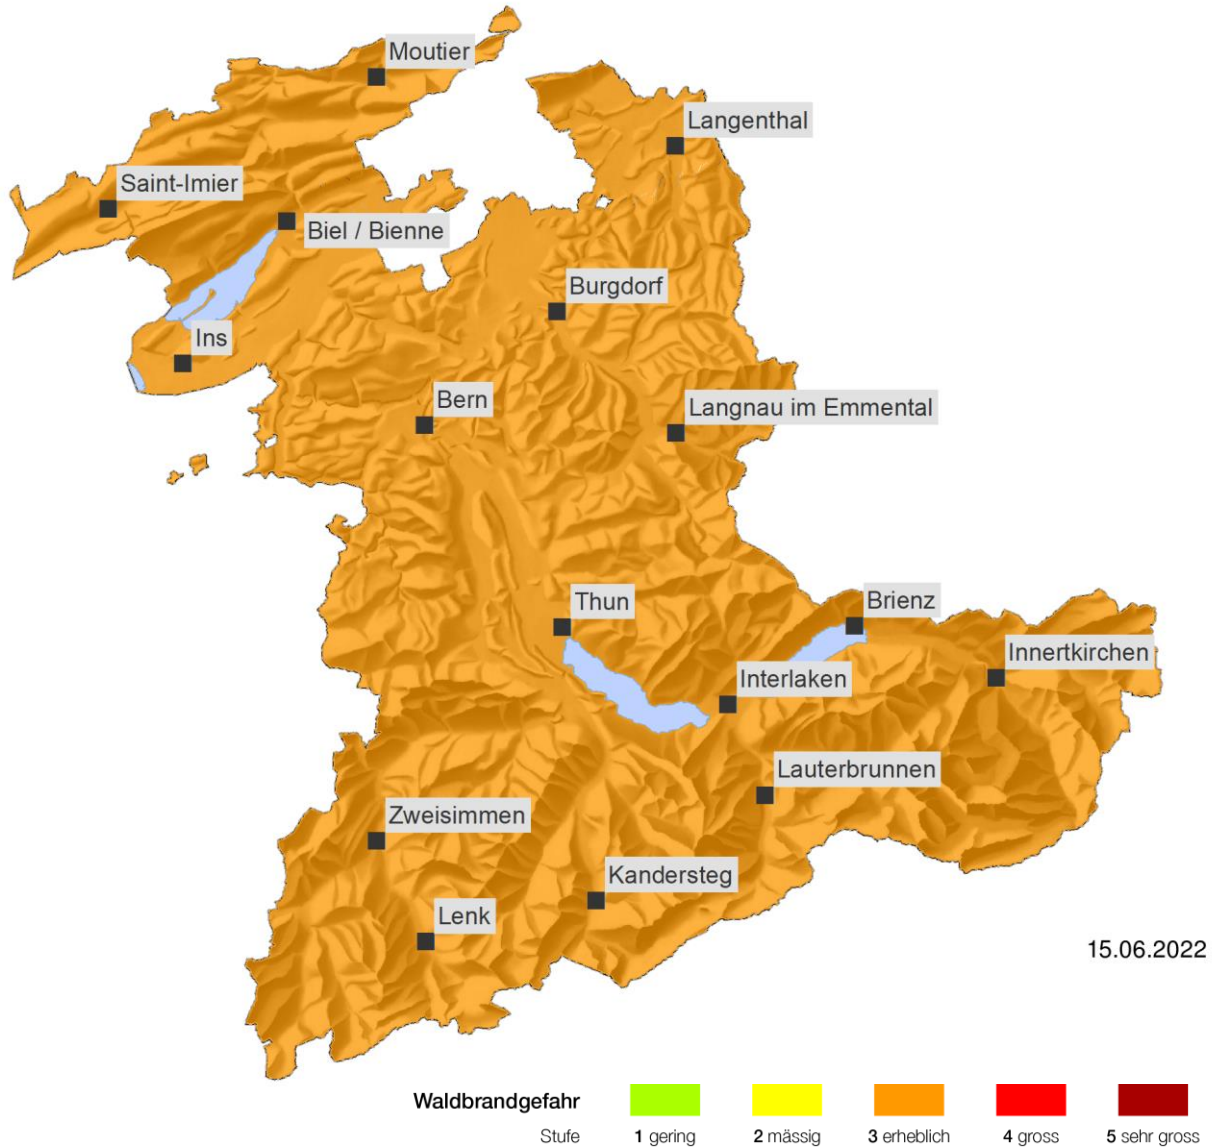 Moutier
Langenthal
Saint-Imier
Biel / Bienne
Burgdorf
Ins
Bern
Langnau im Emmental
Thun
Brienz
Innertkirchen
Interlaken
Lauterbrunnen
Zweisimmen
Kandersteg
Lenk
15.06.2022
Waldbrandgefahr
Stufe 1 gering 2 mässig 3 erheblich 4 gross 5 sehr gross